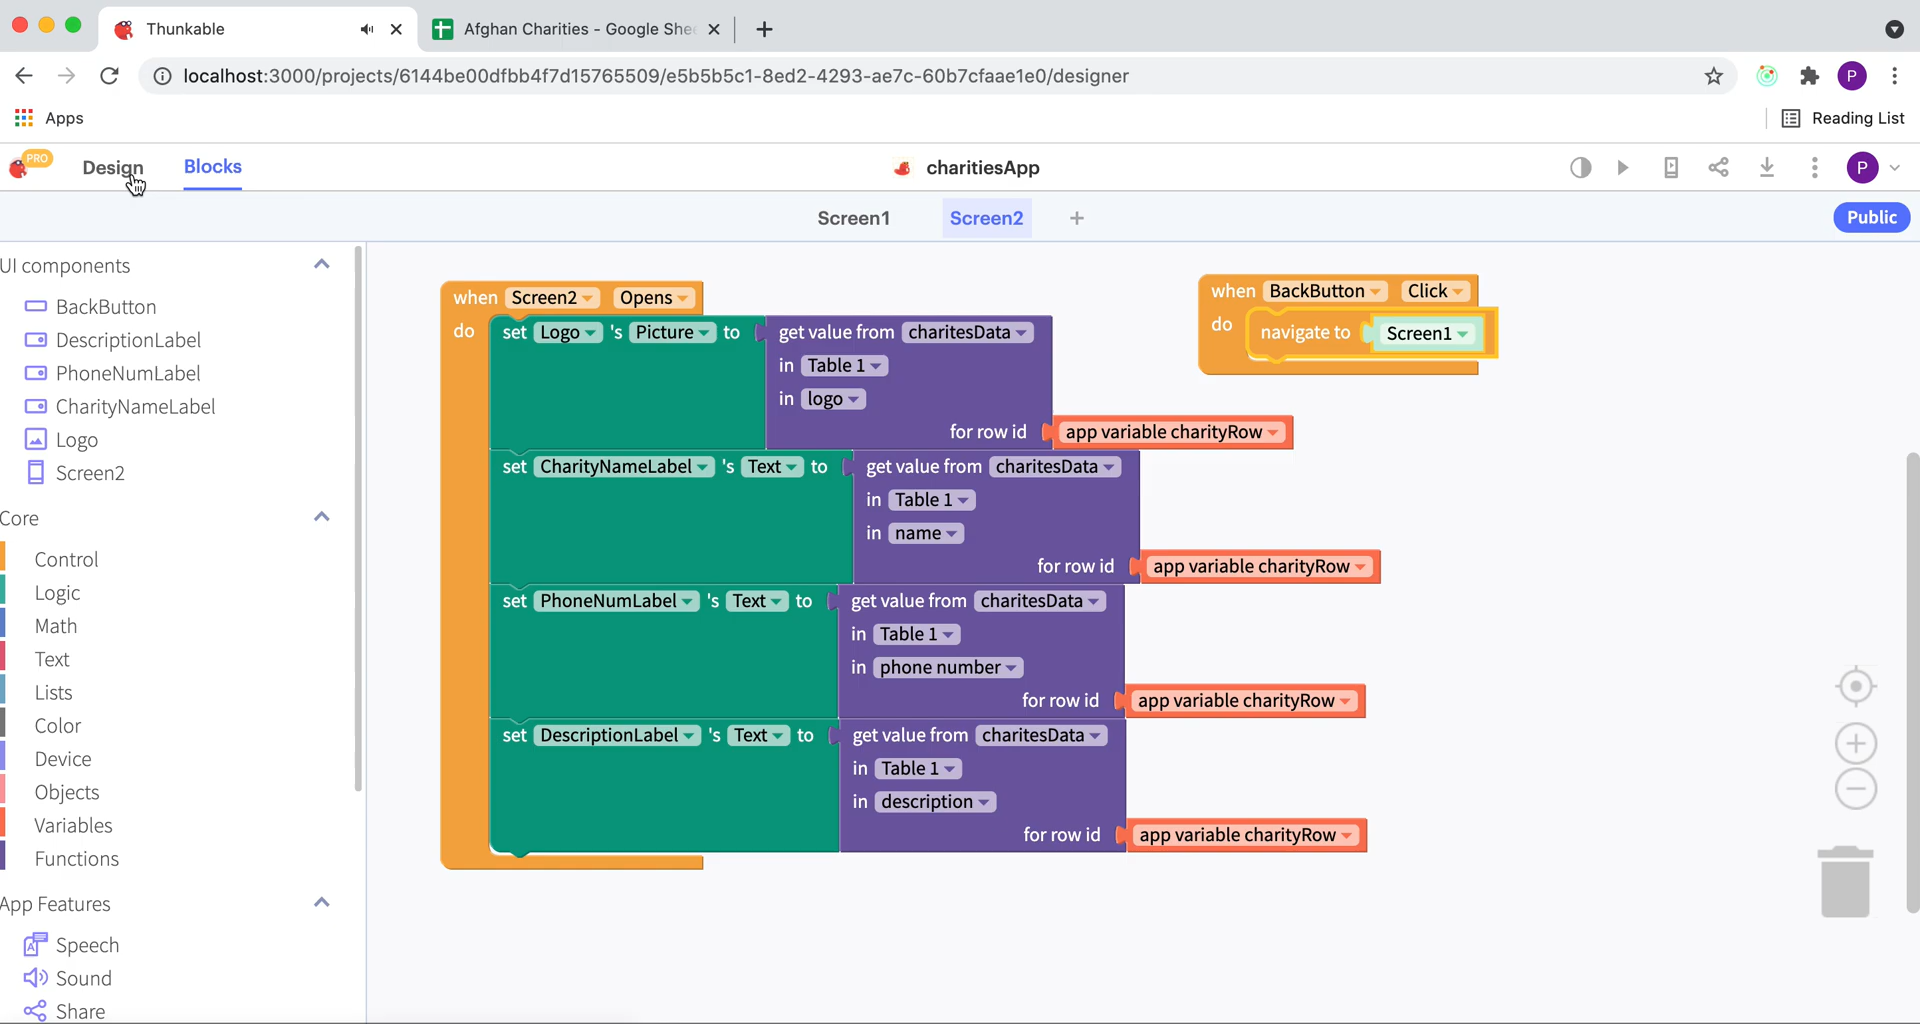 Thunkable
Afghan Charities - Google She
localhost:3000/projects/6144be00dfbb4f7d15765509/e5b5b5c1-8ed2-4293-ae7c-60b7cfaae1e0/designer
P
Apps
Reading List
PRO
Design
Blocks
charitiesApp
P
Screen1
Screen2
+
Public
UI components
BackButton
DescriptionLabel
PhoneNumLabel
CharityNameLabel
Logo
Screen2
Core
Control
Logic
Math
Text
Lists
Color
Device
Objects
Variables
Functions
App Features
Speech
Sound
Share
when Screen2 Opens
do set Logo 's Picture to get value from charitesData
in Table 1
in logo
for row id app variable charityRow
set CharityNameLabel 's Text to get value from charitesData
in Table 1
in name
for row id app variable charityRow
set PhoneNumLabel 's Text to get value from charitesData
in Table 1
in phone number
for row id app variable charityRow
set DescriptionLabel 's Text to get value from charitesData
in Table 1
in description
for row id app variable charityRow
when BackButton Click
do navigate to Screen1